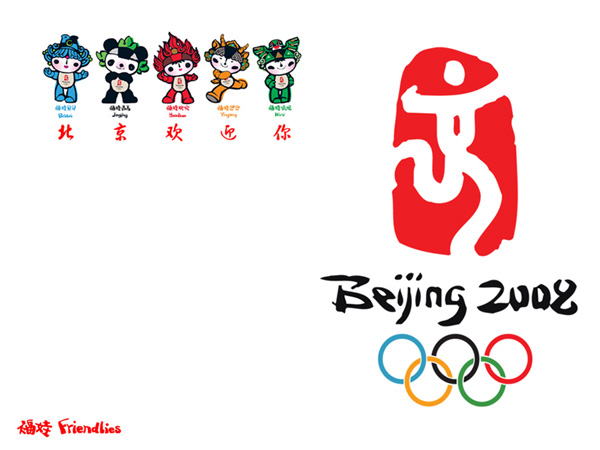 福娃贝贝 福娃晶晶 福娃欢欢 福娃迎迎 福娃妮妮
Beibei Jingjing Huanhuan Yingying Nini
北 京 欢 迎 你
Beijing 2008
福娃 Friendlies